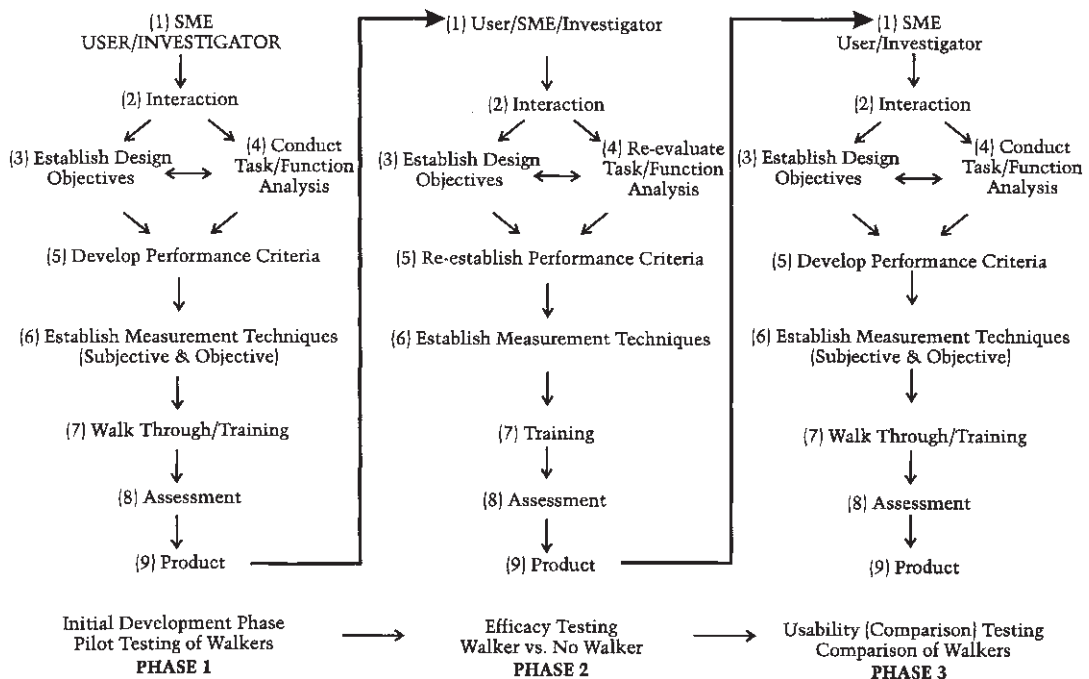 (1) SME
USER/INVESTIGATOR
(2) Interaction
(3) Establish Design
Objectives
(4) Conduct
Task/Function
Analysis
(5) Develop Performance Criteria
(6) Establish Measurement Techniques
(Subjective & Objective)
(7) Walk Through/Training
(8) Assessment
(9) Product
Initial Development Phase
Pilot Testing of Walkers
PHASE 1
(1) User/SME/Investigator
(2) Interaction
(3) Establish Design
Objectives
(4) Re-evaluate
Task/Function
Analysis
(5) Re-establish Performance Criteria
(6) Establish Measurement Techniques
(7) Training
(8) Assessment
(9) Product
Efficacy Testing
Walker vs. No Walker
PHASE 2
(1) SME
User/Investigator
(2) Interaction
(3) Establish Design
Objectives
(4) Conduct
Task/Function
Analysis
(5) Develop Performance Criteria
(6) Establish Measurement Techniques
(Subjective & Objective)
(7) Walk Through/Training
(8) Assessment
(9) Product
Usability (Comparison) Testing
Comparison of Walkers
PHASE 3